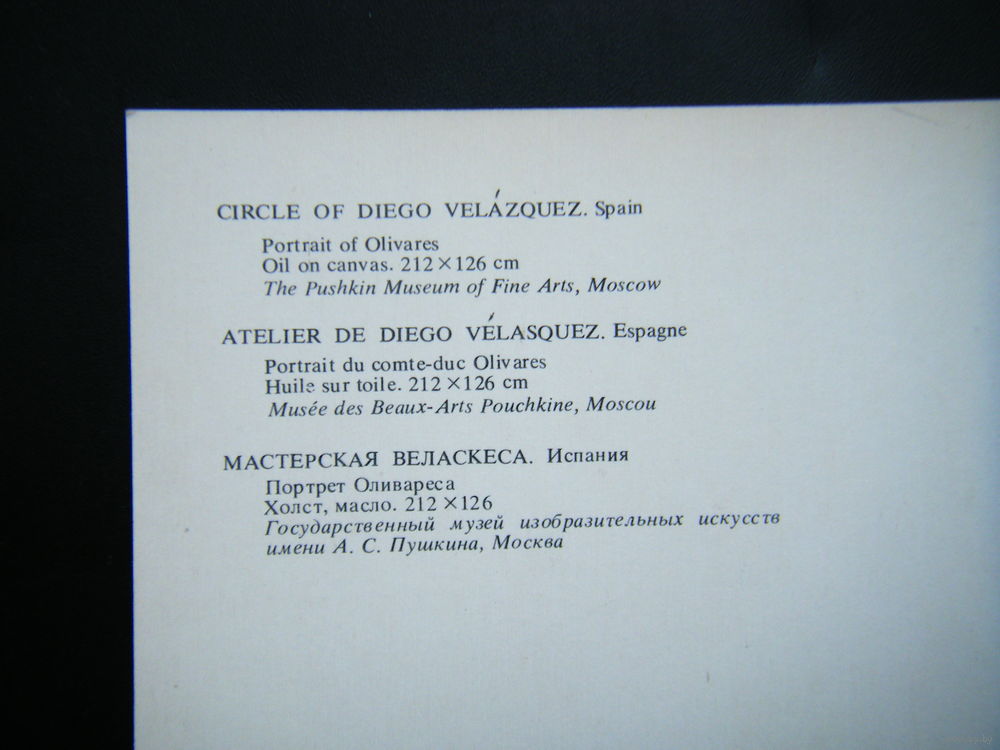 CIRCLE OF DIEGO VELÁZQUEZ. Spain
Portrait of Olivares
Oil on canvas. 212×126 cm
The Pushkin Museum of Fine Arts, Moscow
ATELIER DE DIEGO VÉLASQUEZ. Espagne
Portrait du comte-duc Olivares
Huile sur toile. 212×126 cm
Musée des Beaux-Arts Pouchkine, Moscou
МАСТЕРСКАЯ ВЕЛАСКЕСА. Испания
Портрет Оливареса
Холст, масло. 212×126
Государственный музей изобразительных искусств
имени А. С. Пушкина, Москва